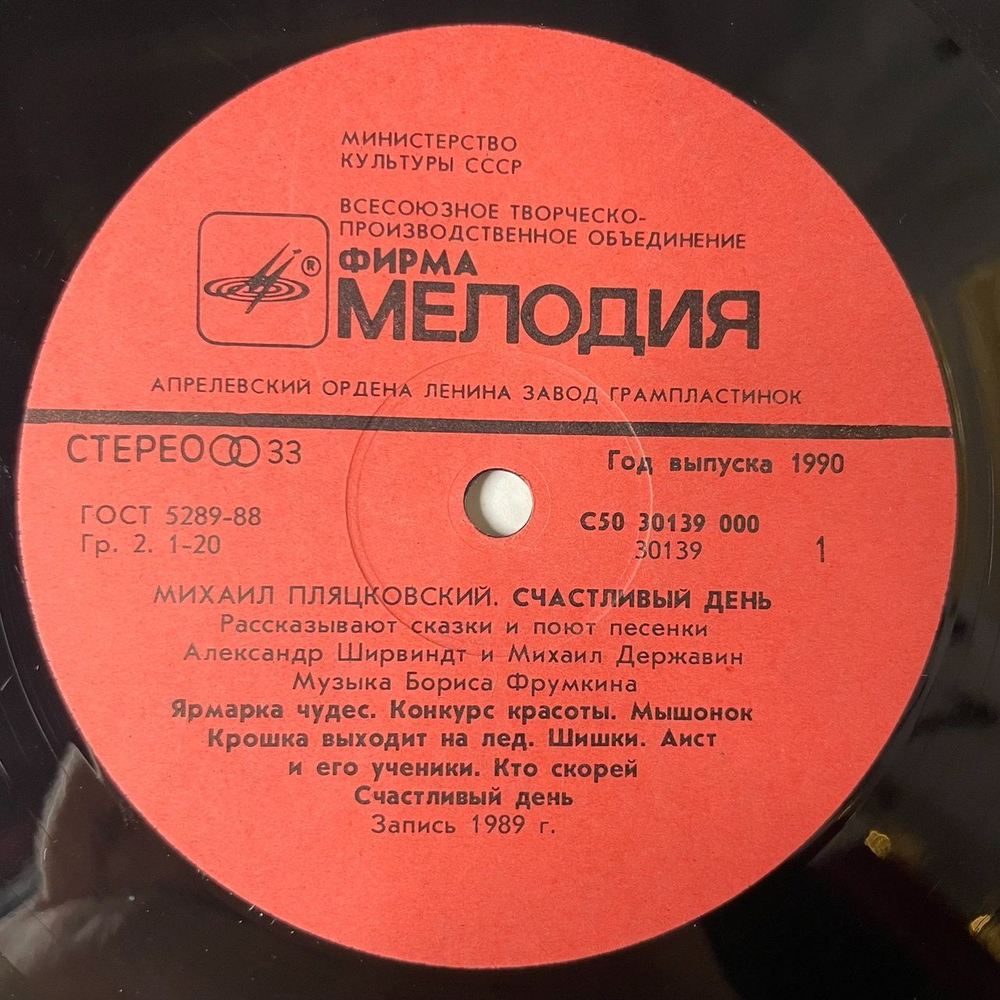 МИНИСТЕРСТВО
КУЛЬТУРЫ СССР
ВСЕСОЮЗНОЕ ТВОРЧЕСКО-
ПРОИЗВОДСТВЕННОЕ ОБЪЕДИНЕНИЕ
ФИРМА
®
МЕЛОДИЯ
АПРЕЛЕВСКИЙ ОРДЕНА ЛЕНИНА ЗАВОД ГРАМПЛАСТИНОК
СТЕРЕО 33
Год выпуска 1990
ГОСТ 5289-88
Гр. 2. 1-20
С50 30139 000
30139
1
МИХАИЛ ПЛЯЦКОВСКИЙ. СЧАСТЛИВЫЙ ДЕНЬ
Рассказывают сказки и поют песенки
Александр Ширвиндт и Михаил Державин
Музыка Бориса Фрумкина
Ярмарка чудес. Конкурс красоты. Мышонок
Крошка выходит на лед. Шишки. Аист
и его ученики. Кто скорей
Счастливый день
Запись 1989 г.